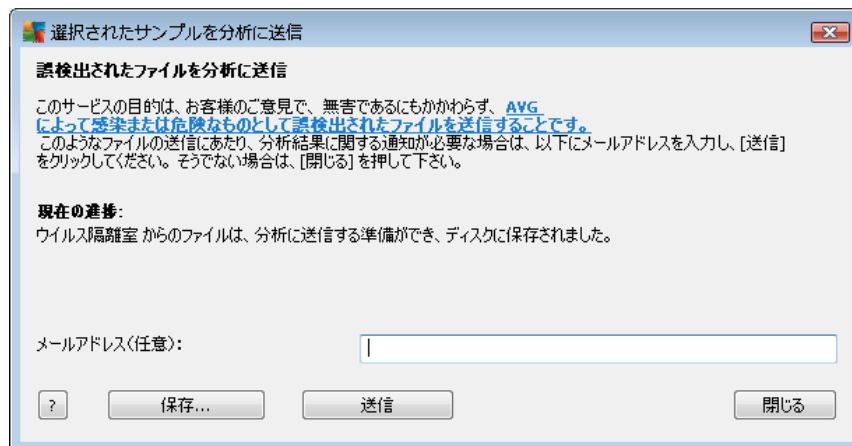 選択されたサンプルを分析に送信
誤検出されたファイルを分析に送信
このサービスの目的は、お客様のご意見で、無害であるにもかかわらず、 AVG
によって感染または危険なものとして誤検出されたファイルを送信することです。
このようなファイルの送信にあたり、分析結果に関する通知が必要な場合は、以下にメールアドレスを入力し、[送信]
をクリックしてください。そうでない場合は、[閉じる] を押して下さい。
現在の進捗:
ウイルス隔離室 からのファイルは、分析に送信する準備ができ、ディスクに保存されました。
メールアドレス(任意):
?
保存...
送信
閉じる